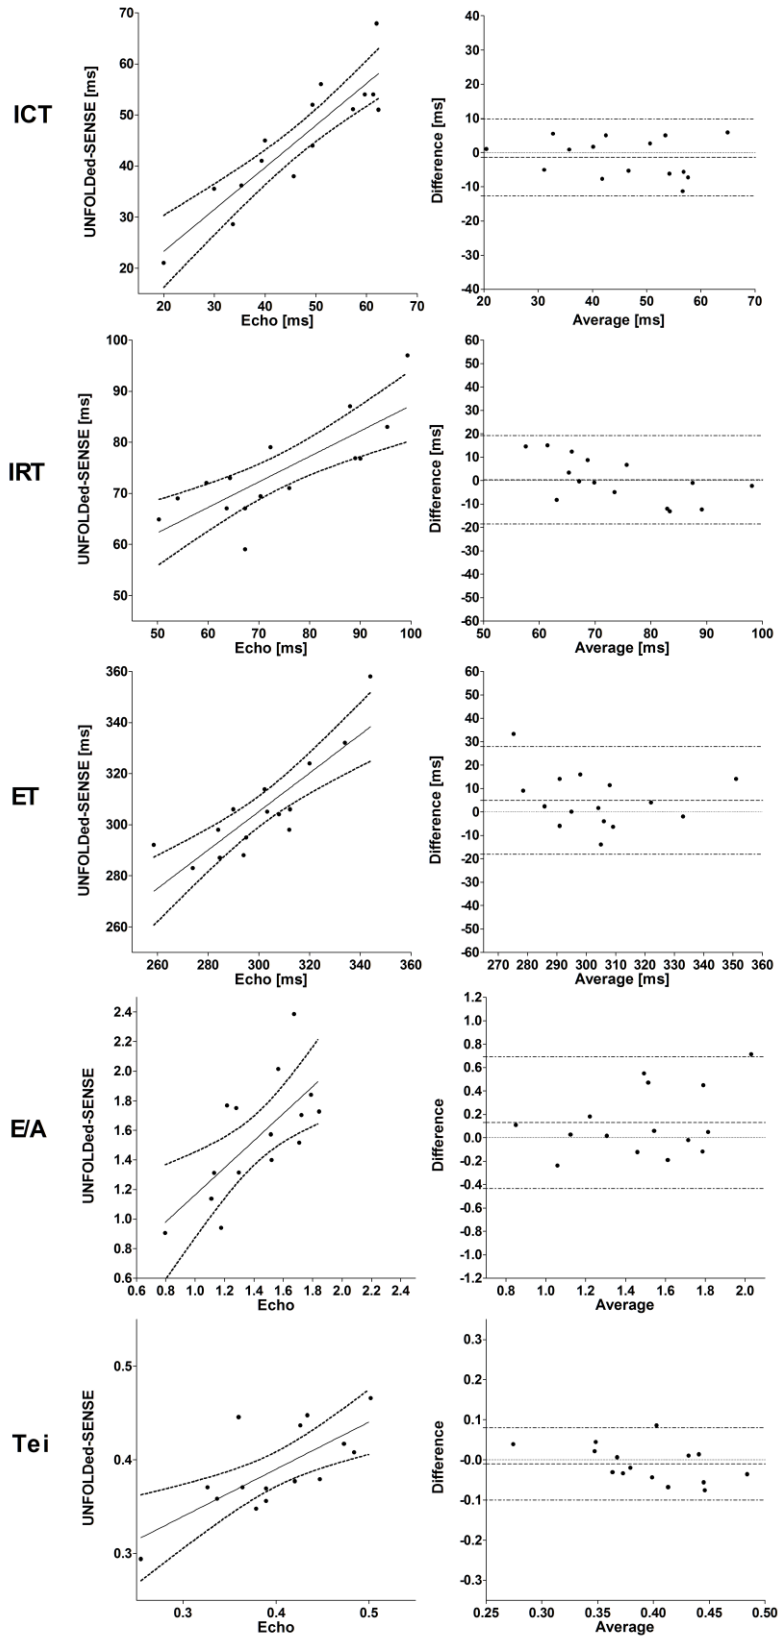 ICT
UNFOLDed-SENSE [ms]
70
60
50
40
30
20
20 30 40 50 60 70
Echo [ms]
Difference [ms]
40
30
20
10
0
-10
-20
-30
-40
20 30 40 50 60 70
Average [ms]
IRT
UNFOLDed-SENSE [ms]
100
90
80
70
60
50
50 60 70 80 90 100
Echo [ms]
Difference [ms]
60
50
40
30
20
10
0
-10
-20
-30
-40
-50
-60
50 60 70 80 90 100
Average [ms]
ET
UNFOLDed-SENSE [ms]
360
340
320
300
280
260
260 280 300 320 340 360
Echo [ms]
Difference [ms]
60
50
40
30
20
10
0
-10
-20
-30
-40
-50
-60
270 280 290 300 310 320 330 340 350 360
Average [ms]
E/A
UNFOLDed-SENSE
2.4
2.2
2.0
1.8
1.6
1.4
1.2
1.0
0.8
0.6
0.6 0.8 1.0 1.2 1.4 1.6 1.8 2.0 2.2 2.4
Echo
Difference
1.2
1.0
0.8
0.6
0.4
0.2
0.0
-0.2
-0.4
-0.6
-0.8
-1.0
-1.2
0.8 1.0 1.2 1.4 1.6 1.8 2.0
Average
Tei
UNFOLDed-SENSE
0.5
0.4
0.3
0.3 0.4 0.5
Echo
Difference
0.3
0.2
0.1
-0.0
-0.1
-0.2
-0.3
0.25 0.30 0.35 0.40 0.45 0.50
Average